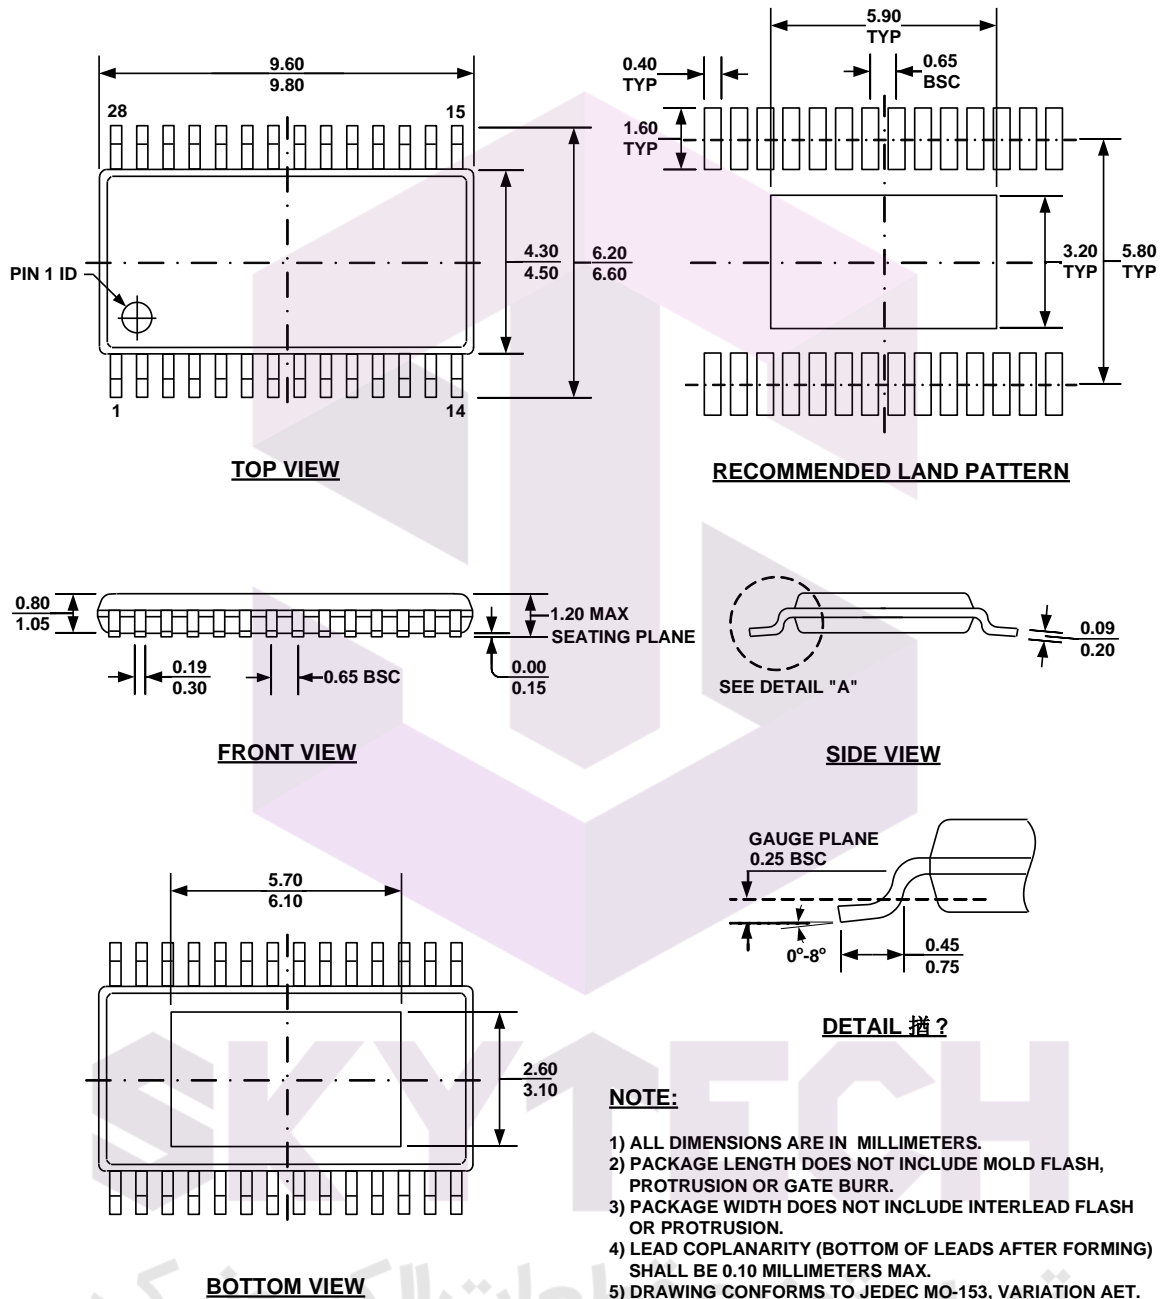 9.60
9.80
28
15
4.30
4.50
6.20
6.60
PIN 1 ID
1
14
TOP VIEW
5.90
TYP
0.40
TYP
0.65
BSC
1.60
TYP
3.20
TYP
5.80
TYP
RECOMMENDED LAND PATTERN
0.80
1.05
1.20 MAX
SEATING PLANE
0.19
0.30
0.65 BSC
0.00
0.15
FRONT VIEW
0.09
0.20
SEE DETAIL "A"
SIDE VIEW
GAUGE PLANE
0.25 BSC
0°-8°
0.45
0.75
DETAIL 揂?
5.70
6.10
2.60
3.10
BOTTOM VIEW
SKYTECH
NOTE:
1) ALL DIMENSIONS ARE IN MILLIMETERS.
2) PACKAGE LENGTH DOES NOT INCLUDE MOLD FLASH,
PROTRUSION OR GATE BURR.
3) PACKAGE WIDTH DOES NOT INCLUDE INTERLEAD FLASH
OR PROTRUSION.
4) LEAD COPLANARITY (BOTTOM OF LEADS AFTER FORMING)
SHALL BE 0.10 MILLIMETERS MAX.
5) DRAWING CONFORMS TO JEDEC MO-153, VARIATION AET.